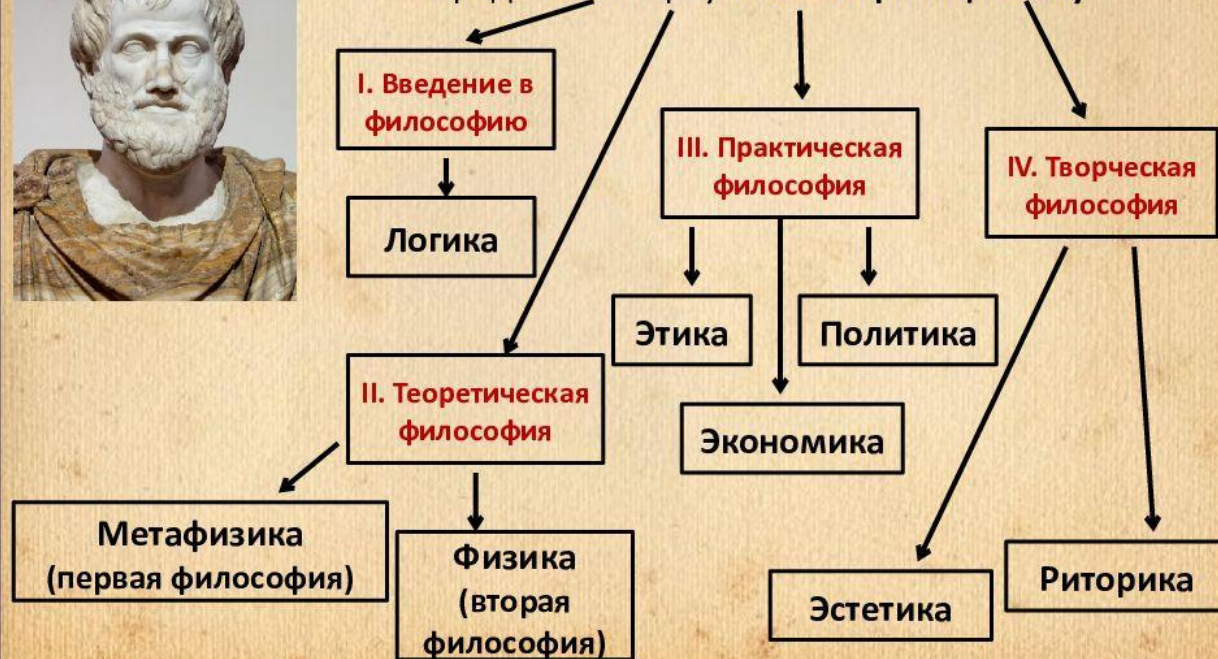 I. Введение в
философию
Логика
II. Теоретическая
философия
Метафизика
(первая философия)
Физика
(вторая
философия)
III. Практическая
философия
Этика
Политика
Экономика
IV. Творческая
философия
Эстетика
Риторика